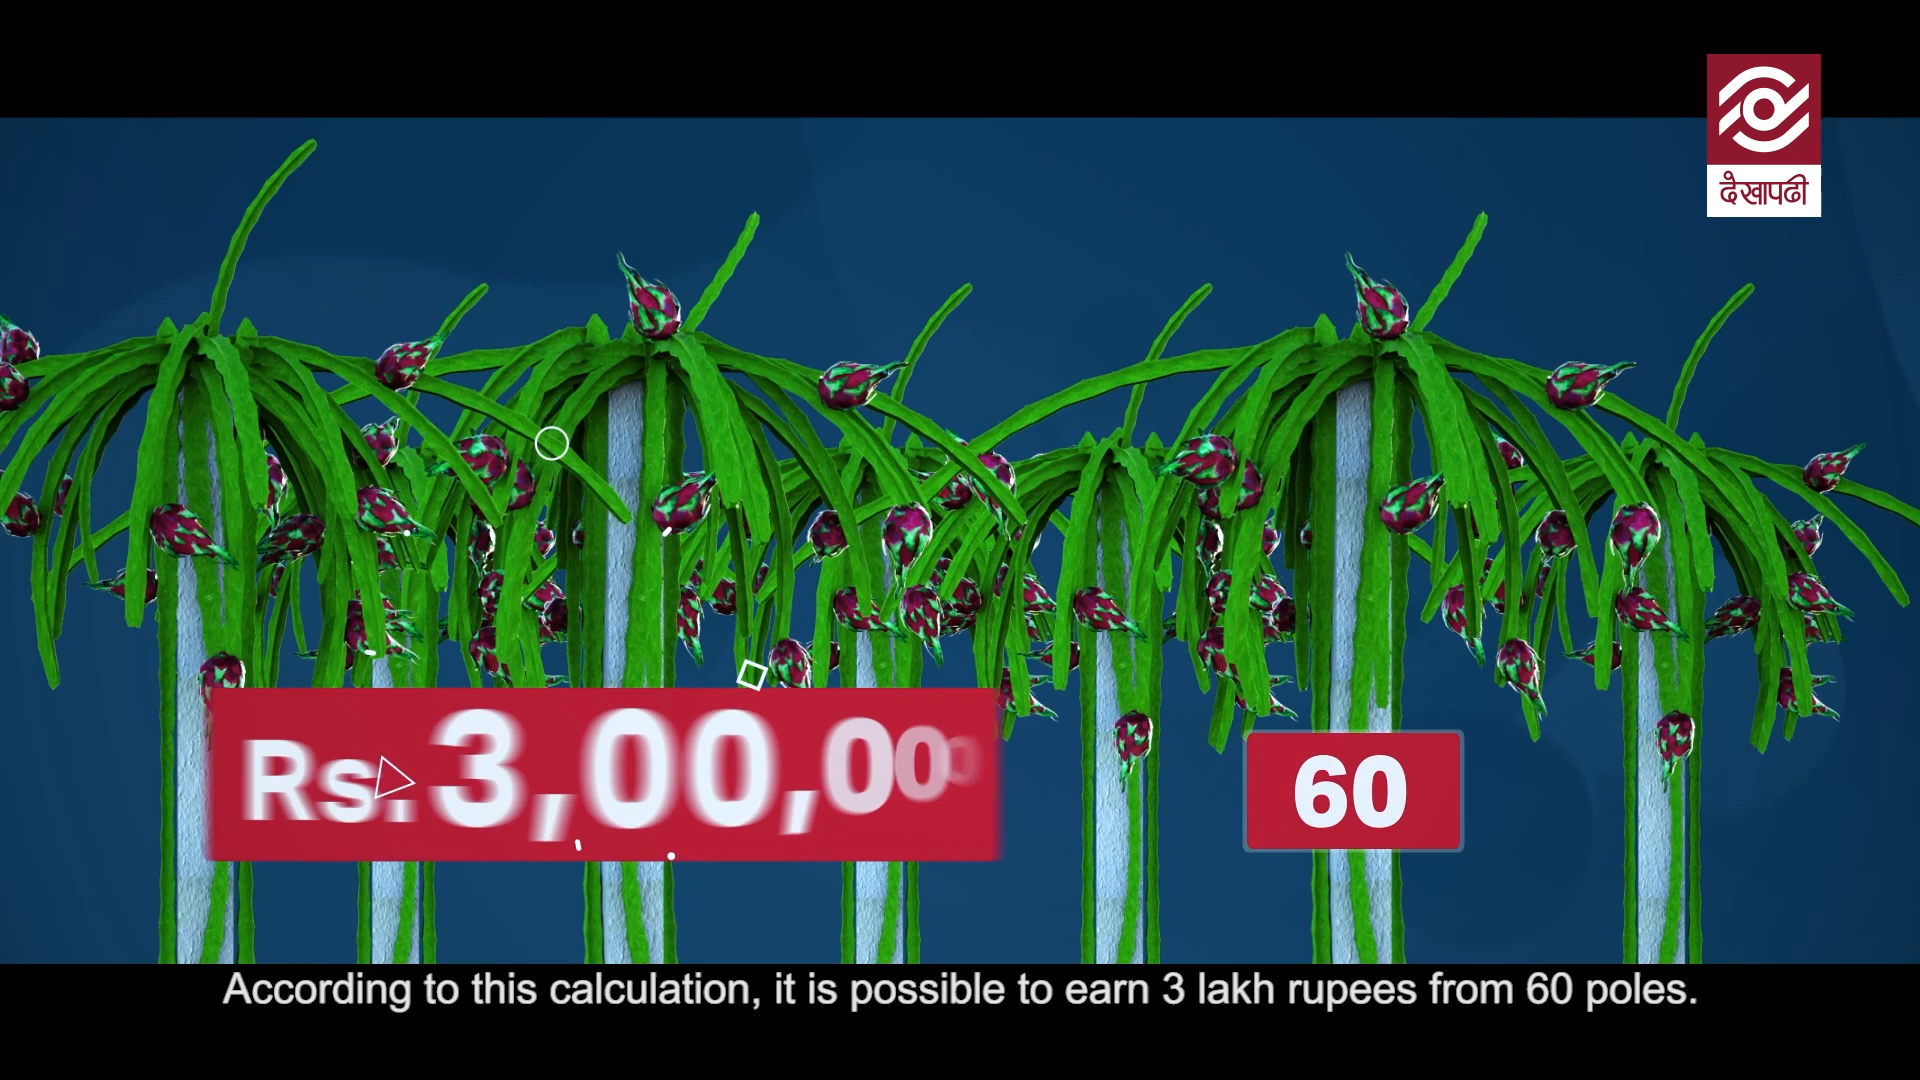 देखापढी
Rs. 3,00,000
60
According to this calculation, it is possible to earn 3 lakh rupees from 60 poles.